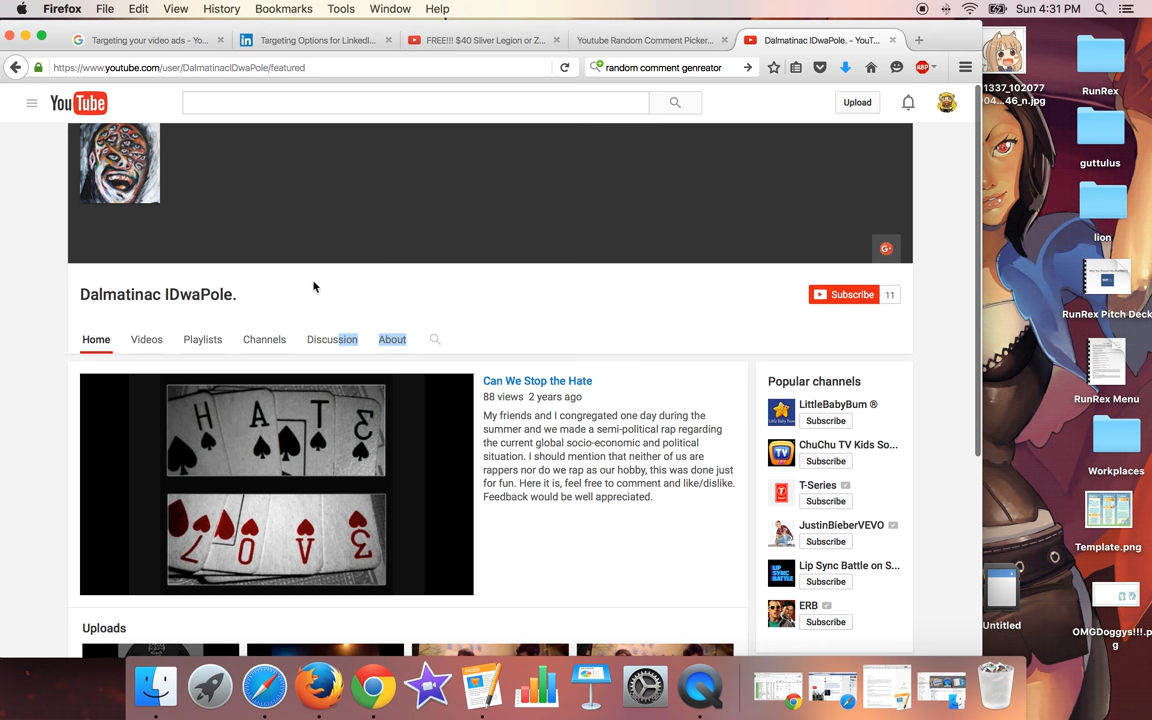 Firefox File Edit View History Bookmarks Tools Window Help Sun 4:31 PM
Targeting your video ads - Yo... Targeting Options for LinkedI... FREE!!! $40 Sliver Legion or Z... Youtube Random Comment Picker... Dalmatinac IDwaPole. - YouT...
https://www.youtube.com/user/DalmatinacIDwaPole/featured random comment genreator ABP
YouTube Upload
1337_102077
04...46_n.jpg
RunRex
guttulus
lion
RunRex Pitch Deck
RunRex Menu
Workplaces
Template.png
Untitled
OMGDoggys!!!.p
g
G+
Dalmatinac IDwaPole. Subscribe 11
Home Videos Playlists Channels Discussion About
HATE
LOVE
Can We Stop the Hate
88 views 2 years ago
My friends and I congregated one day during the
summer and we made a semi-political rap regarding
the current global socio-economic and political
situation. I should mention that neither of us are
rappers nor do we rap as our hobby, this was done just
for fun. Here it is, feel free to comment and like/dislike.
Feedback would be well appreciated.
Popular channels
LittleBabyBum ®
Subscribe
ChuChu TV Kids So...
Subscribe
T-Series
Subscribe
JustinBieberVEVO
Subscribe
Lip Sync Battle on S...
Subscribe
ERB
Subscribe
Uploads